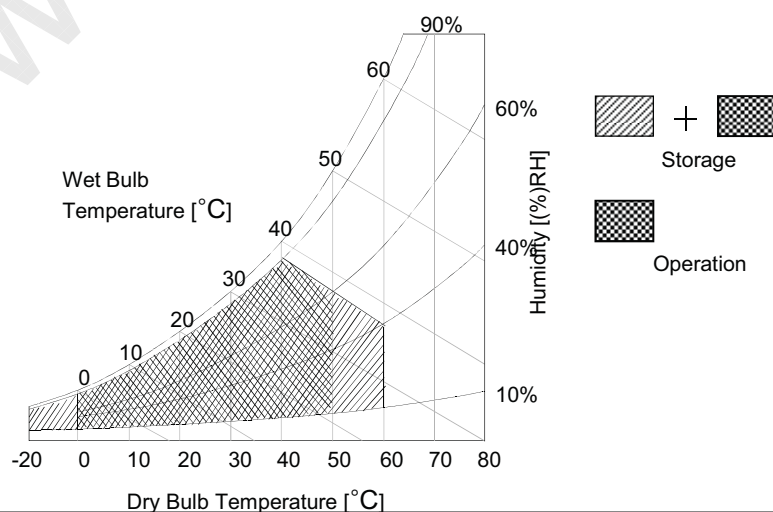 90%
60
60%
50
Wet Bulb
Temperature [°C]
+
Storage
40
40%
Humidity [(%)RH]
30
20
Operation
10
0
10%
-20 0 10 20 30 40 50 60 70 80
Dry Bulb Temperature [°C]